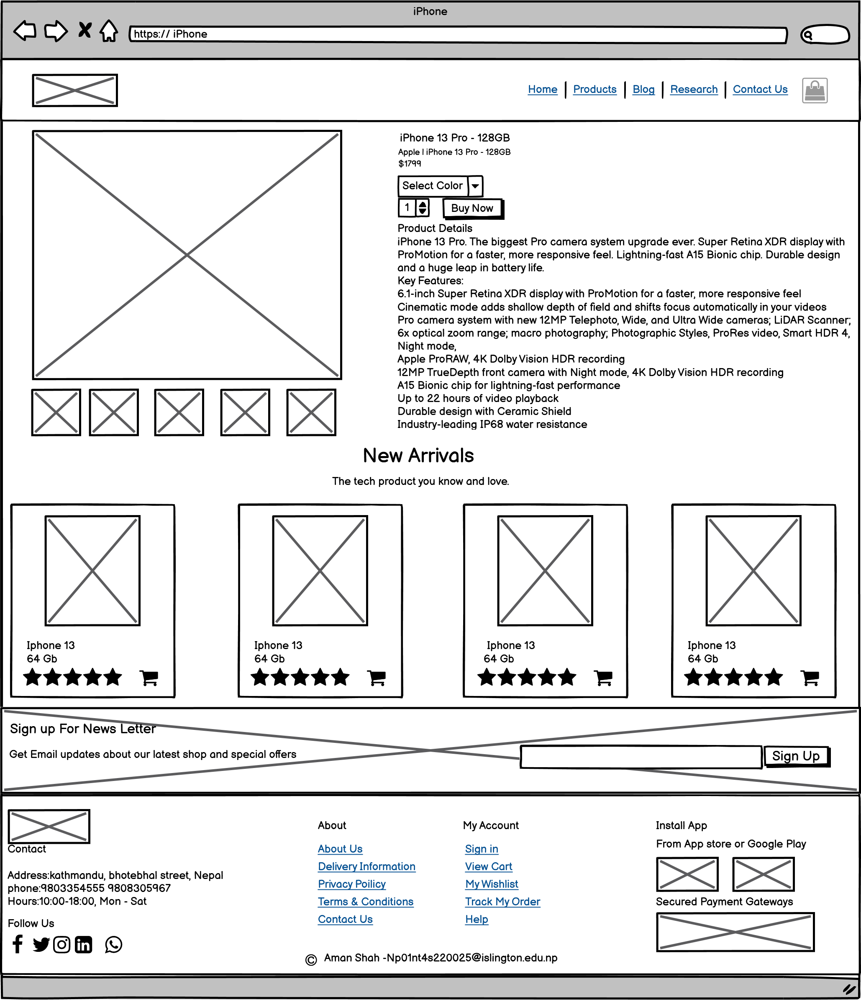 iPhone
https:// iPhone
Home Products Blog Research Contact Us
iPhone 13 Pro - 128GB
Apple | iPhone 13 Pro - 128GB
$1799
Select Color
1 Buy Now
Product Details
iPhone 13 Pro. The biggest Pro camera system upgrade ever. Super Retina XDR display with
ProMotion for a faster, more responsive feel. Lightning-fast A15 Bionic chip. Durable design
and a huge leap in battery life.
Key Features:
6.1-inch Super Retina XDR display with ProMotion for a faster, more responsive feel
Cinematic mode adds shallow depth of field and shifts focus automatically in your videos
Pro camera system with new 12MP Telephoto, Wide, and Ultra Wide cameras; LiDAR Scanner;
6x optical zoom range; macro photography; Photographic Styles, ProRes video, Smart HDR 4,
Night mode,
Apple ProRAW, 4K Dolby Vision HDR recording
12MP TrueDepth front camera with Night mode, 4K Dolby Vision HDR recording
A15 Bionic chip for lightning-fast performance
Up to 22 hours of video playback
Durable design with Ceramic Shield
Industry-leading IP68 water resistance
New Arrivals
The tech product you know and love.
Iphone 13
64 Gb
Iphone 13
64 Gb
Iphone 13
64 Gb
Iphone 13
64 Gb
Sign up For News Letter
Get Email updates about our latest shop and special offers
Sign Up
Contact
Address:kathmandu, bhotebhal street, Nepal
phone:9803354555 9808305967
Hours:10:00-18:00, Mon - Sat
Follow Us
About
About Us
Delivery Information
Privacy Poilicy
Terms & Conditions
Contact Us
My Account
Sign in
View Cart
My Wishlist
Track My Order
Help
Install App
From App store or Google Play
Secured Payment Gateways
© Aman Shah -Np01nt4s220025@islington.edu.np